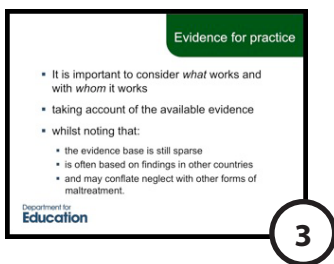 Evidence for practice
▪ It is important to consider what works and
with whom it works
▪ taking account of the available evidence
▪ whilst noting that:
▪ the evidence base is still sparse
▪ is often based on findings in other countries
▪ and may conflate neglect with other forms of
maltreatment.
Department for
Education
3